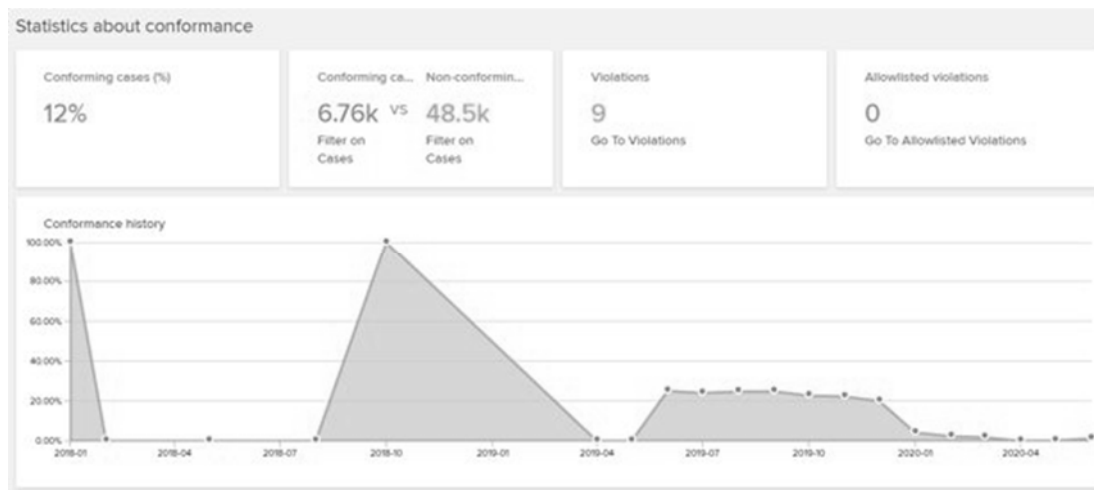 Statistics about conformance
Conforming cases (%)
12%
Conforming ca... Non-conformin...
6.76k vs 48.5k
Filter on Filter on
Cases Cases
Violations
9
Go To Violations
Allowlisted violations
0
Go To Allowlisted Violations
Conformance history
100.00%
80.00%
60.00%
40.00%
20.00%
0.00%
2018-01 2018-04 2018-07 2018-10 2019-01 2019-04 2019-07 2019-10 2020-01 2020-04